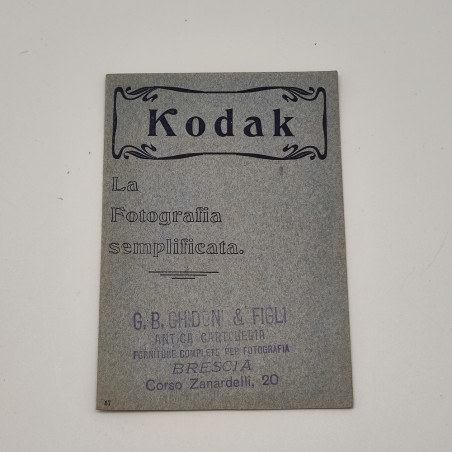 Kodak
La
Fotografia
semplificata.
G. B. GHIDONI & FIGLI
ANTICA CARTOLERIA
FORNITURE COMPLETE PER FOTOGRAFIA
BRESCIA
Corso Zanardelli, 20